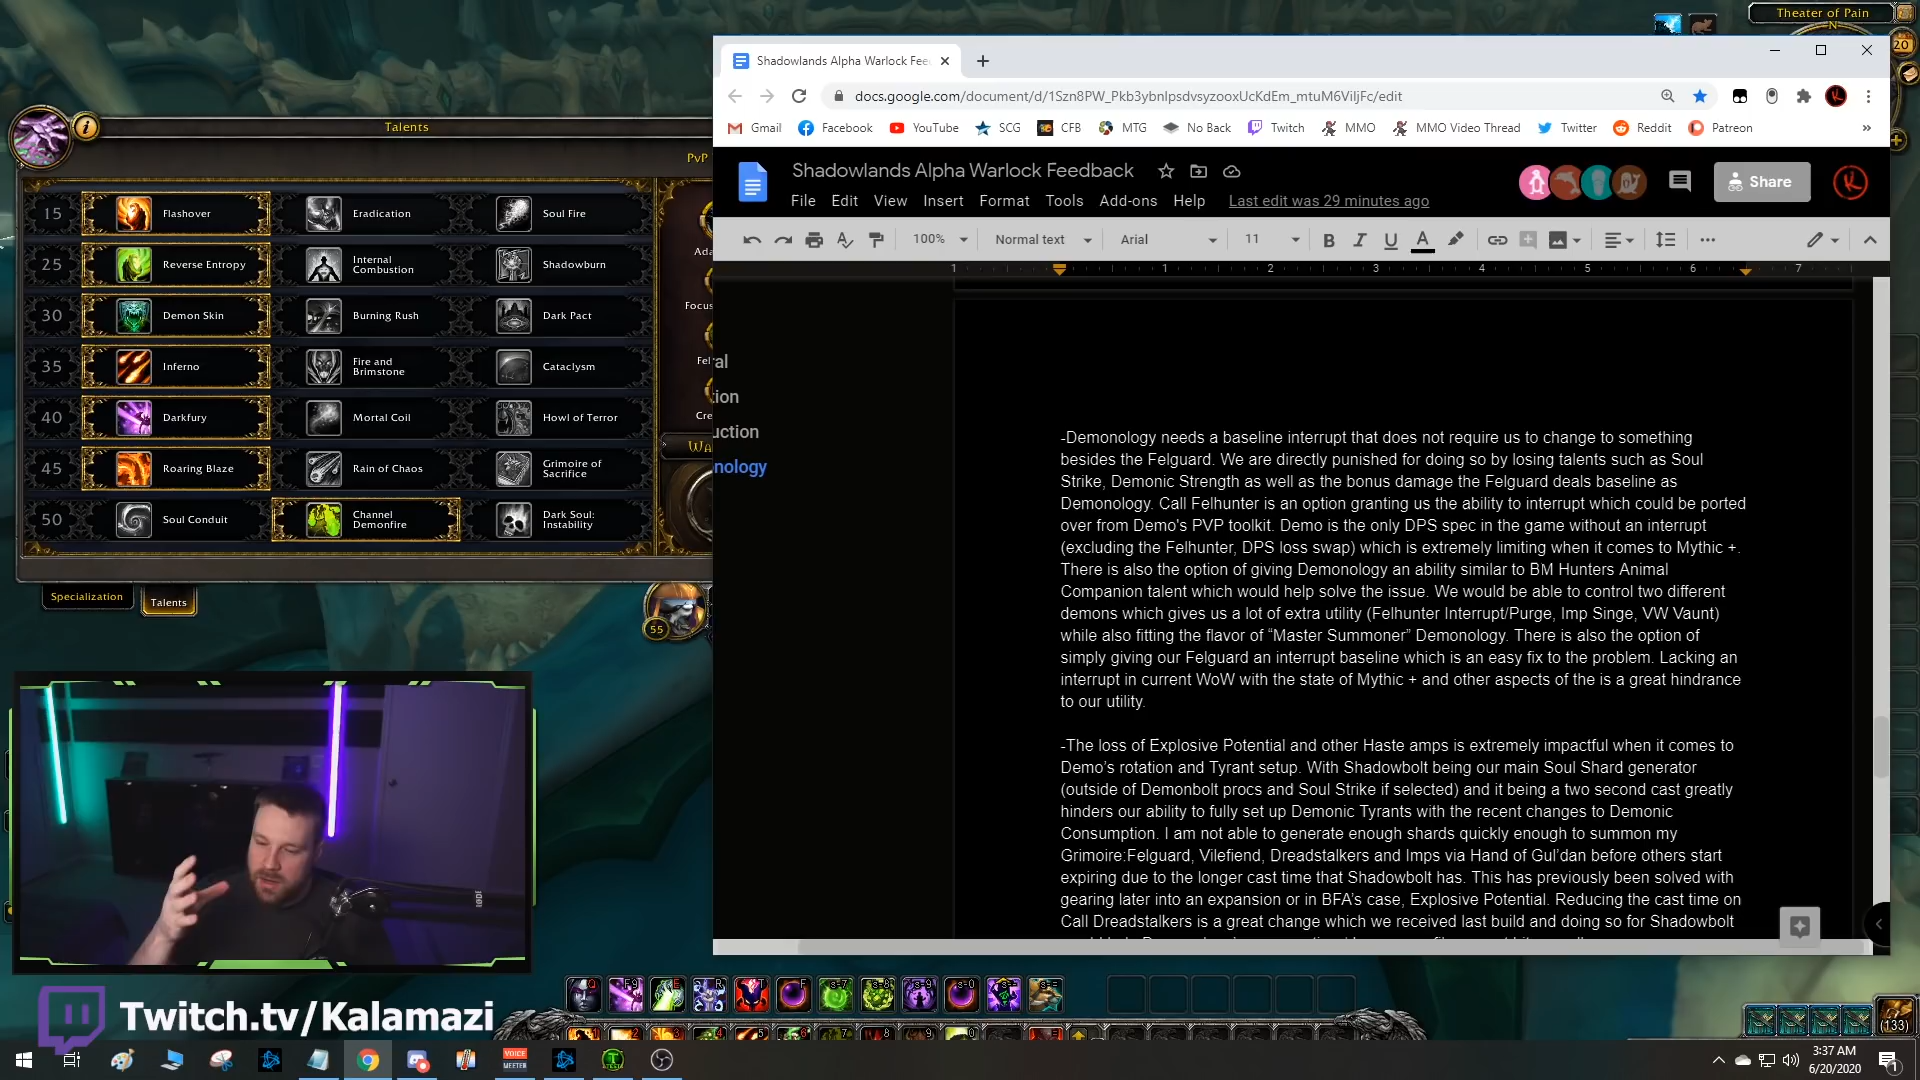 Theater of Pain
N
20
Shadowlands Alpha Warlock Fee
docs.google.com/document/d/1Szn8PW_Pkb3ybnIpsdvsyzooxUcKdEm_mtuM6ViljFc/edit
Gmail
Facebook
YouTube
SCG
CFB
MTG
No Back
Twitch
MMO
MMO Video Thread
Twitter
Reddit
Patreon
Shadowlands Alpha Warlock Feedback
File Edit View Insert Format Tools Add-ons Help Last edit was 29 minutes ago
Share
100% Normal text Arial 11
1 1 2 3 4 5 6 7
Talents
PvP
15 Flashover Eradication Soul Fire
25 Reverse Entropy Internal Combustion Shadowburn
30 Demon Skin Burning Rush Dark Pact
35 Inferno Fire and Brimstone Cataclysm
40 Darkfury Mortal Coil Howl of Terror
45 Roaring Blaze Rain of Chaos Grimoire of Sacrifice
50 Soul Conduit Channel Demonfire Dark Soul: Instability
Ada
Focus
Fel
Cre
WA
Specialization Talents
55
al
tion
uction
nology
-Demonology needs a baseline interrupt that does not require us to change to something
besides the Felguard. We are directly punished for doing so by losing talents such as Soul
Strike, Demonic Strength as well as the bonus damage the Felguard deals baseline as
Demonology. Call Felhunter is an option granting us the ability to interrupt which could be ported
over from Demo's PVP toolkit. Demo is the only DPS spec in the game without an interrupt
(excluding the Felhunter, DPS loss swap) which is extremely limiting when it comes to Mythic +.
There is also the option of giving Demonology an ability similar to BM Hunters Animal
Companion talent which would help solve the issue. We would be able to control two different
demons which gives us a lot of extra utility (Felhunter Interrupt/Purge, Imp Singe, VW Vaunt)
while also fitting the flavor of “Master Summoner” Demonology. There is also the option of
simply giving our Felguard an interrupt baseline which is an easy fix to the problem. Lacking an
interrupt in current WoW with the state of Mythic + and other aspects of the is a great hindrance
to our utility.
-The loss of Explosive Potential and other Haste amps is extremely impactful when it comes to
Demo’s rotation and Tyrant setup. With Shadowbolt being our main Soul Shard generator
(outside of Demonbolt procs and Soul Strike if selected) and it being a two second cast greatly
hinders our ability to fully set up Demonic Tyrants with the recent changes to Demonic
Consumption. I am not able to generate enough shards quickly enough to summon my
Grimoire:Felguard, Vilefiend, Dreadstalkers and Imps via Hand of Gul’dan before others start
expiring due to the longer cast time that Shadowbolt has. This has previously been solved with
gearing later into an expansion or in BFA’s case, Explosive Potential. Reducing the cast time on
Call Dreadstalkers is a great change which we received last build and doing so for Shadowbolt
Twitch.tv/Kalamazi
(133)
VOICE
MEETER
3:37 AM
6/20/2020